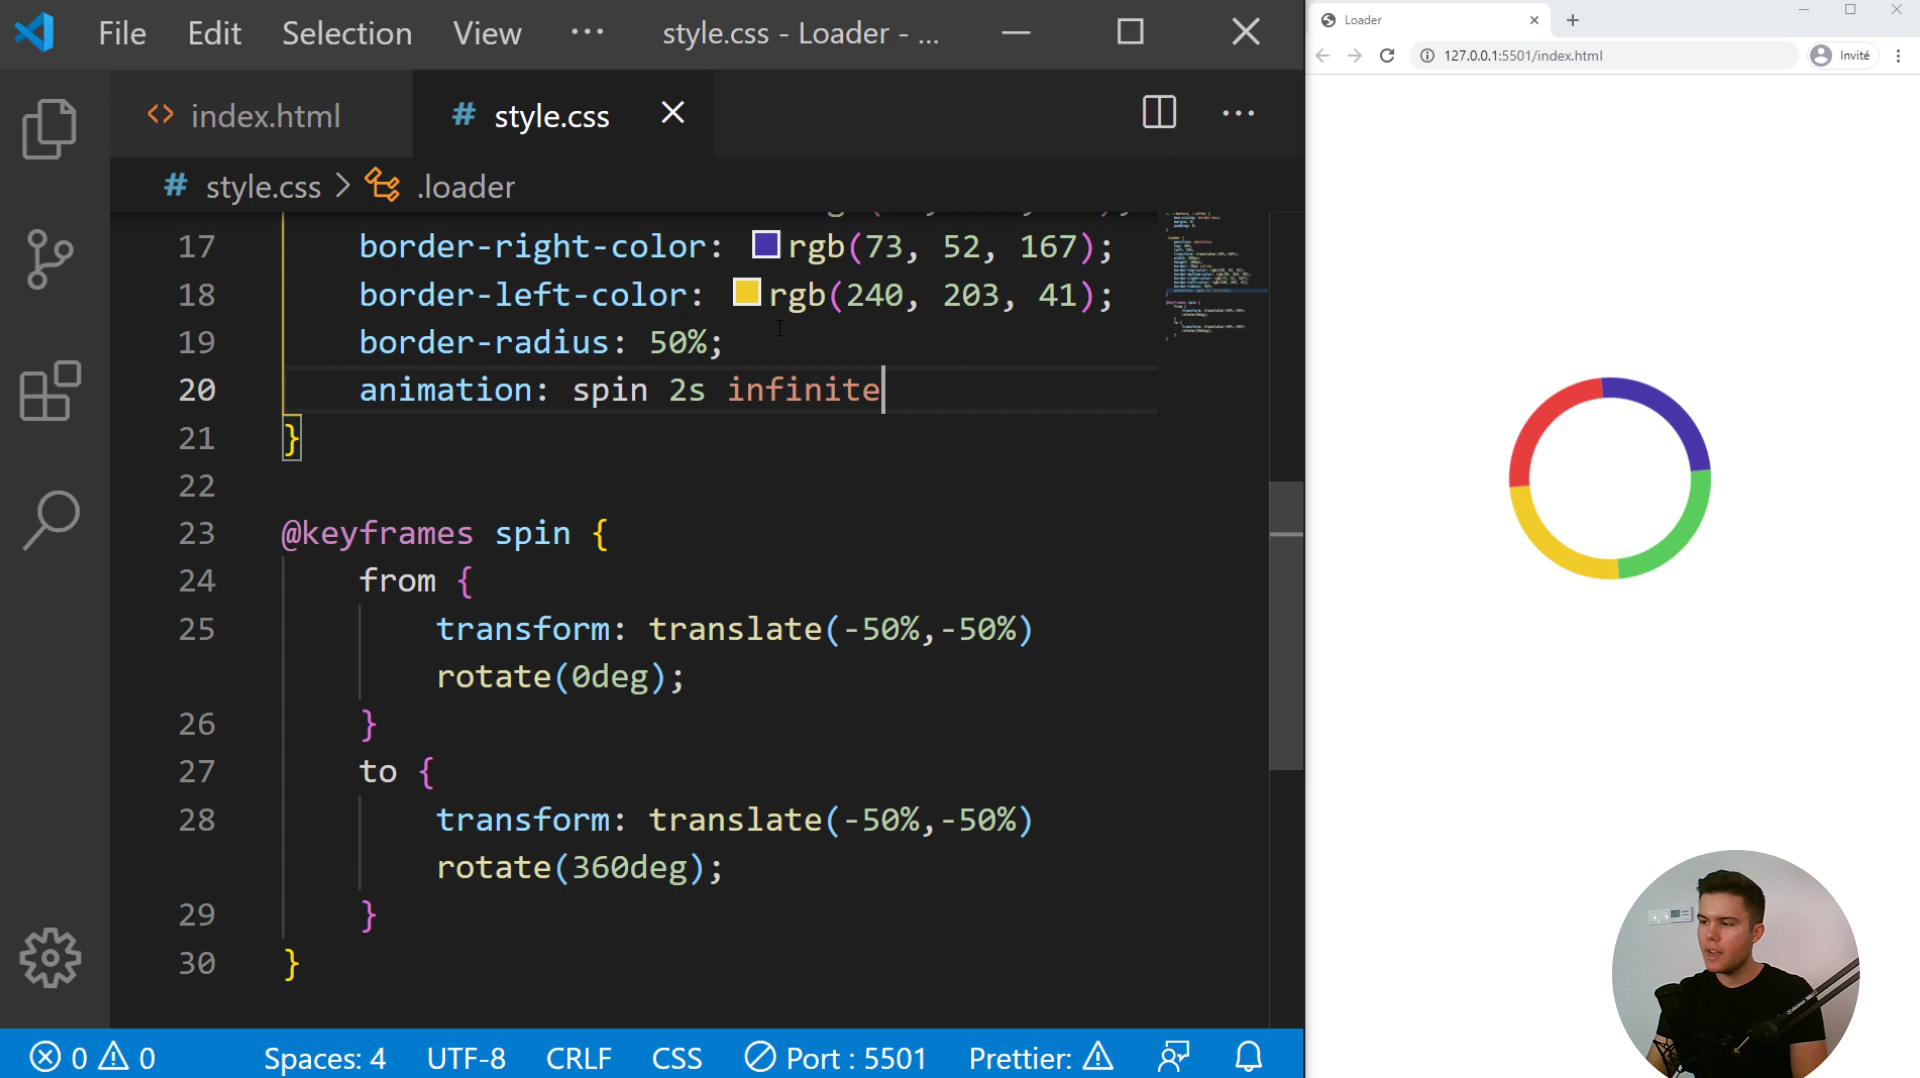 File Edit Selection View ··· style.css - Loader - ...
index.html style.css
style.css > .loader
17 border-right-color: rgb(73, 52, 167);
18 border-left-color: rgb(240, 203, 41);
19 border-radius: 50%;
20 animation: spin 2s infinite
21 }
22
23 @keyframes spin {
24 from {
25 transform: translate(-50%,-50%)
rotate(0deg);
26 }
27 to {
28 transform: translate(-50%,-50%)
rotate(360deg);
29 }
30 }
0 0 Spaces: 4 UTF-8 CRLF CSS Port : 5501 Prettier:
Loader
127.0.0.1:5501/index.html Invité